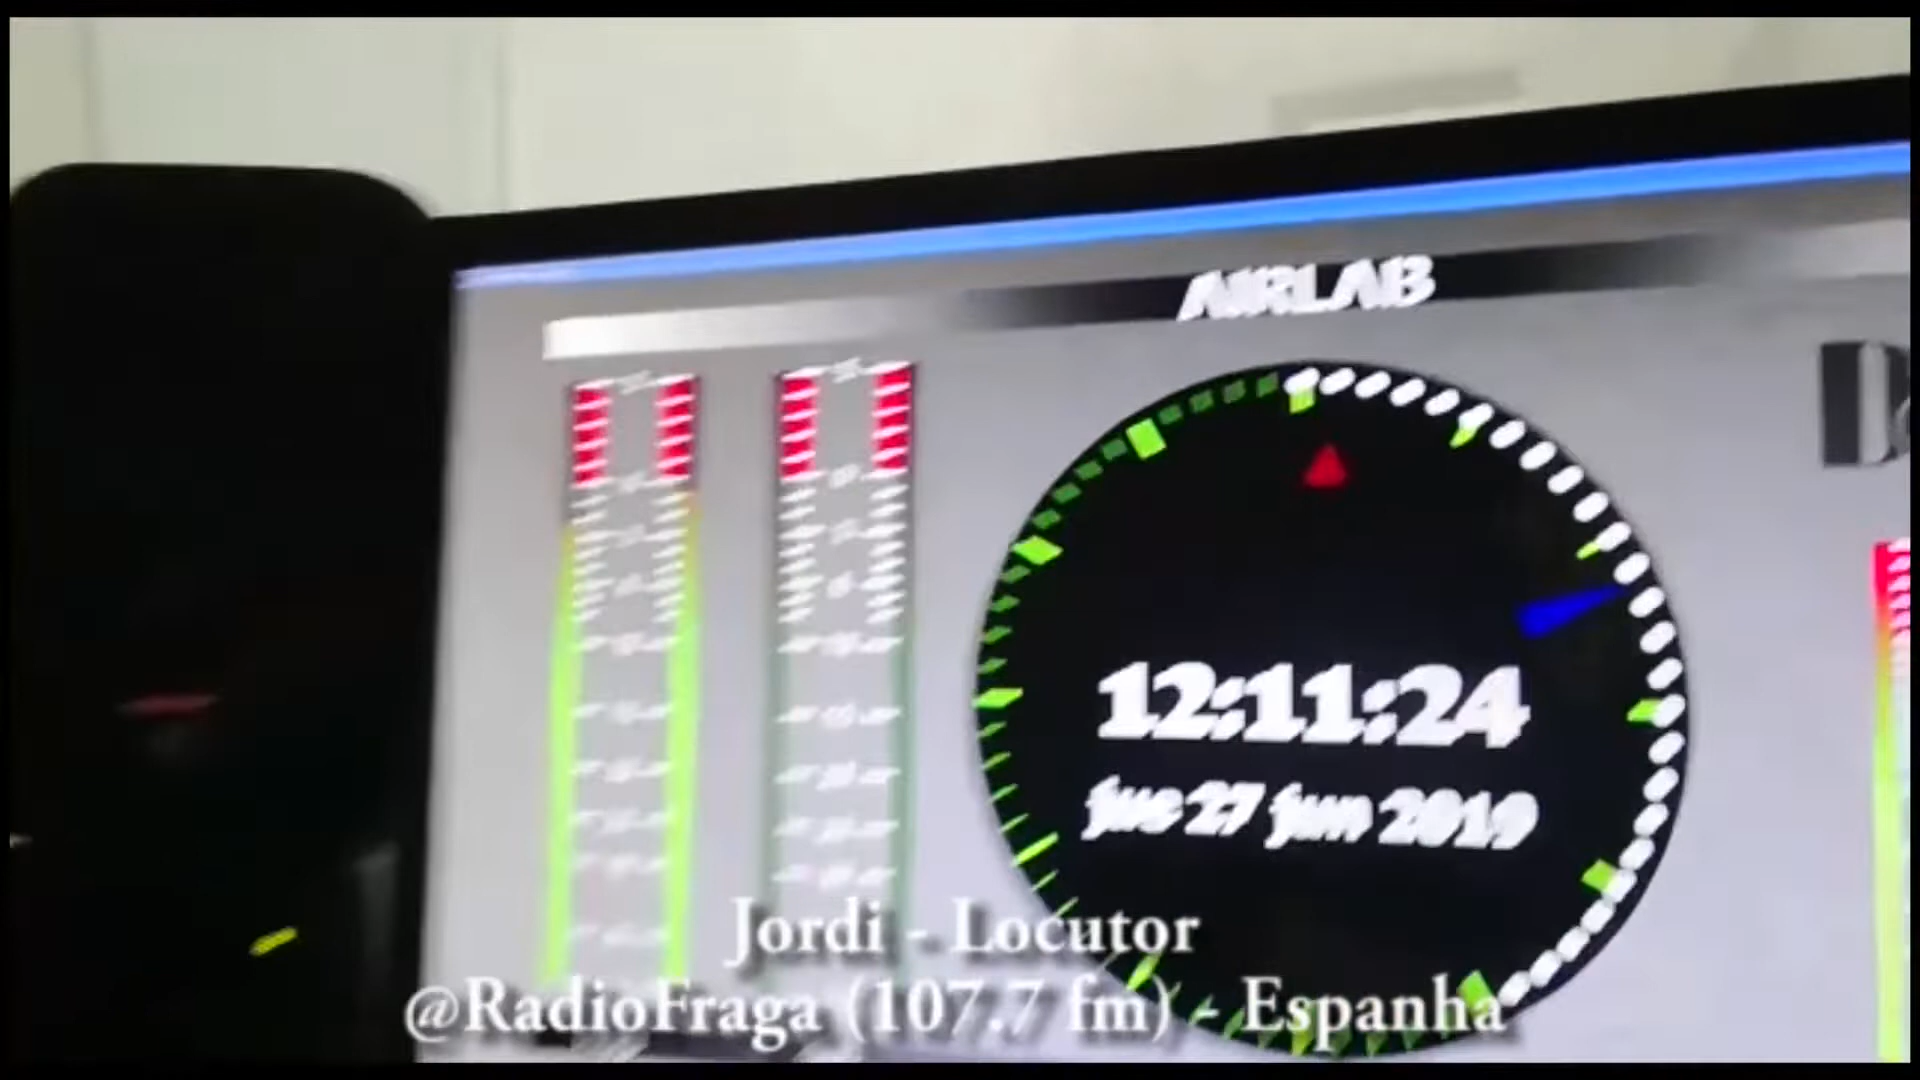 AIRLAB
12:11:24
jue 27 jun 2019
Jordi - Locutor
@RadioFraga (107.7 fm) - Espanha